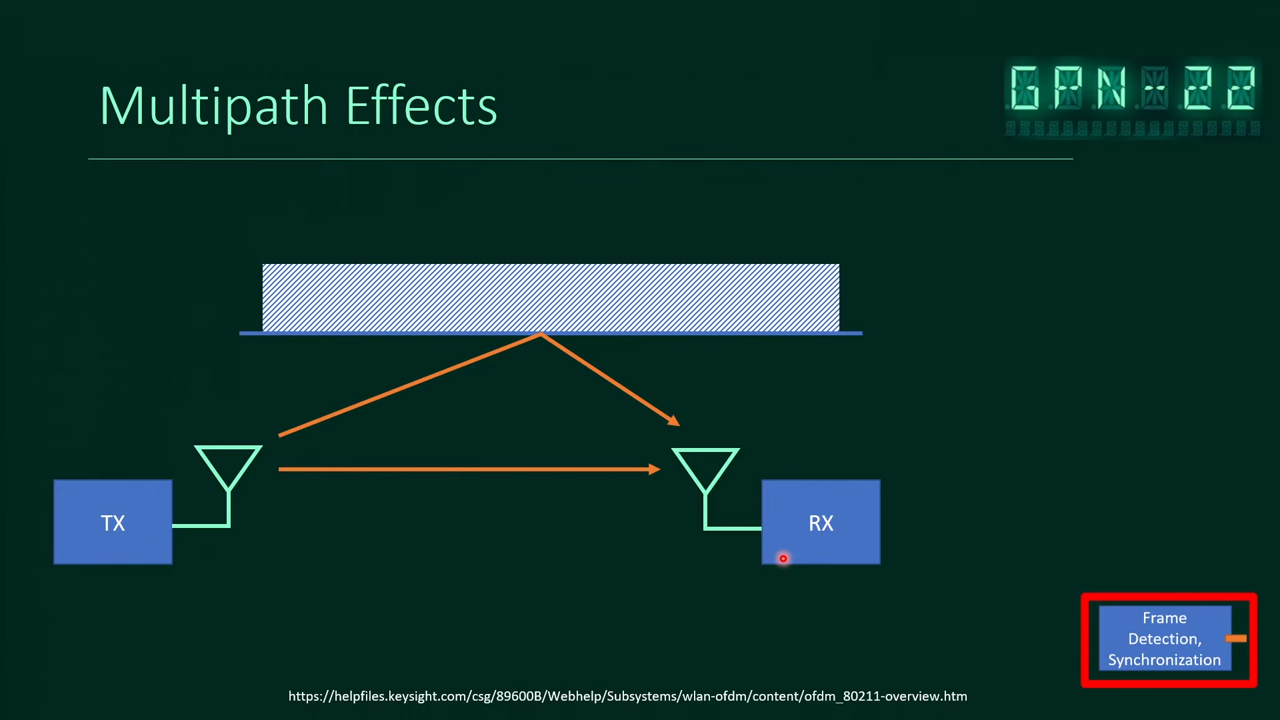 GPN-22
Multipath Effects
TX
RX
Frame
Detection,
Synchronization
https://helpfiles.keysight.com/csg/89600B/Webhelp/Subsystems/wlan-ofdm/content/ofdm_80211-overview.htm